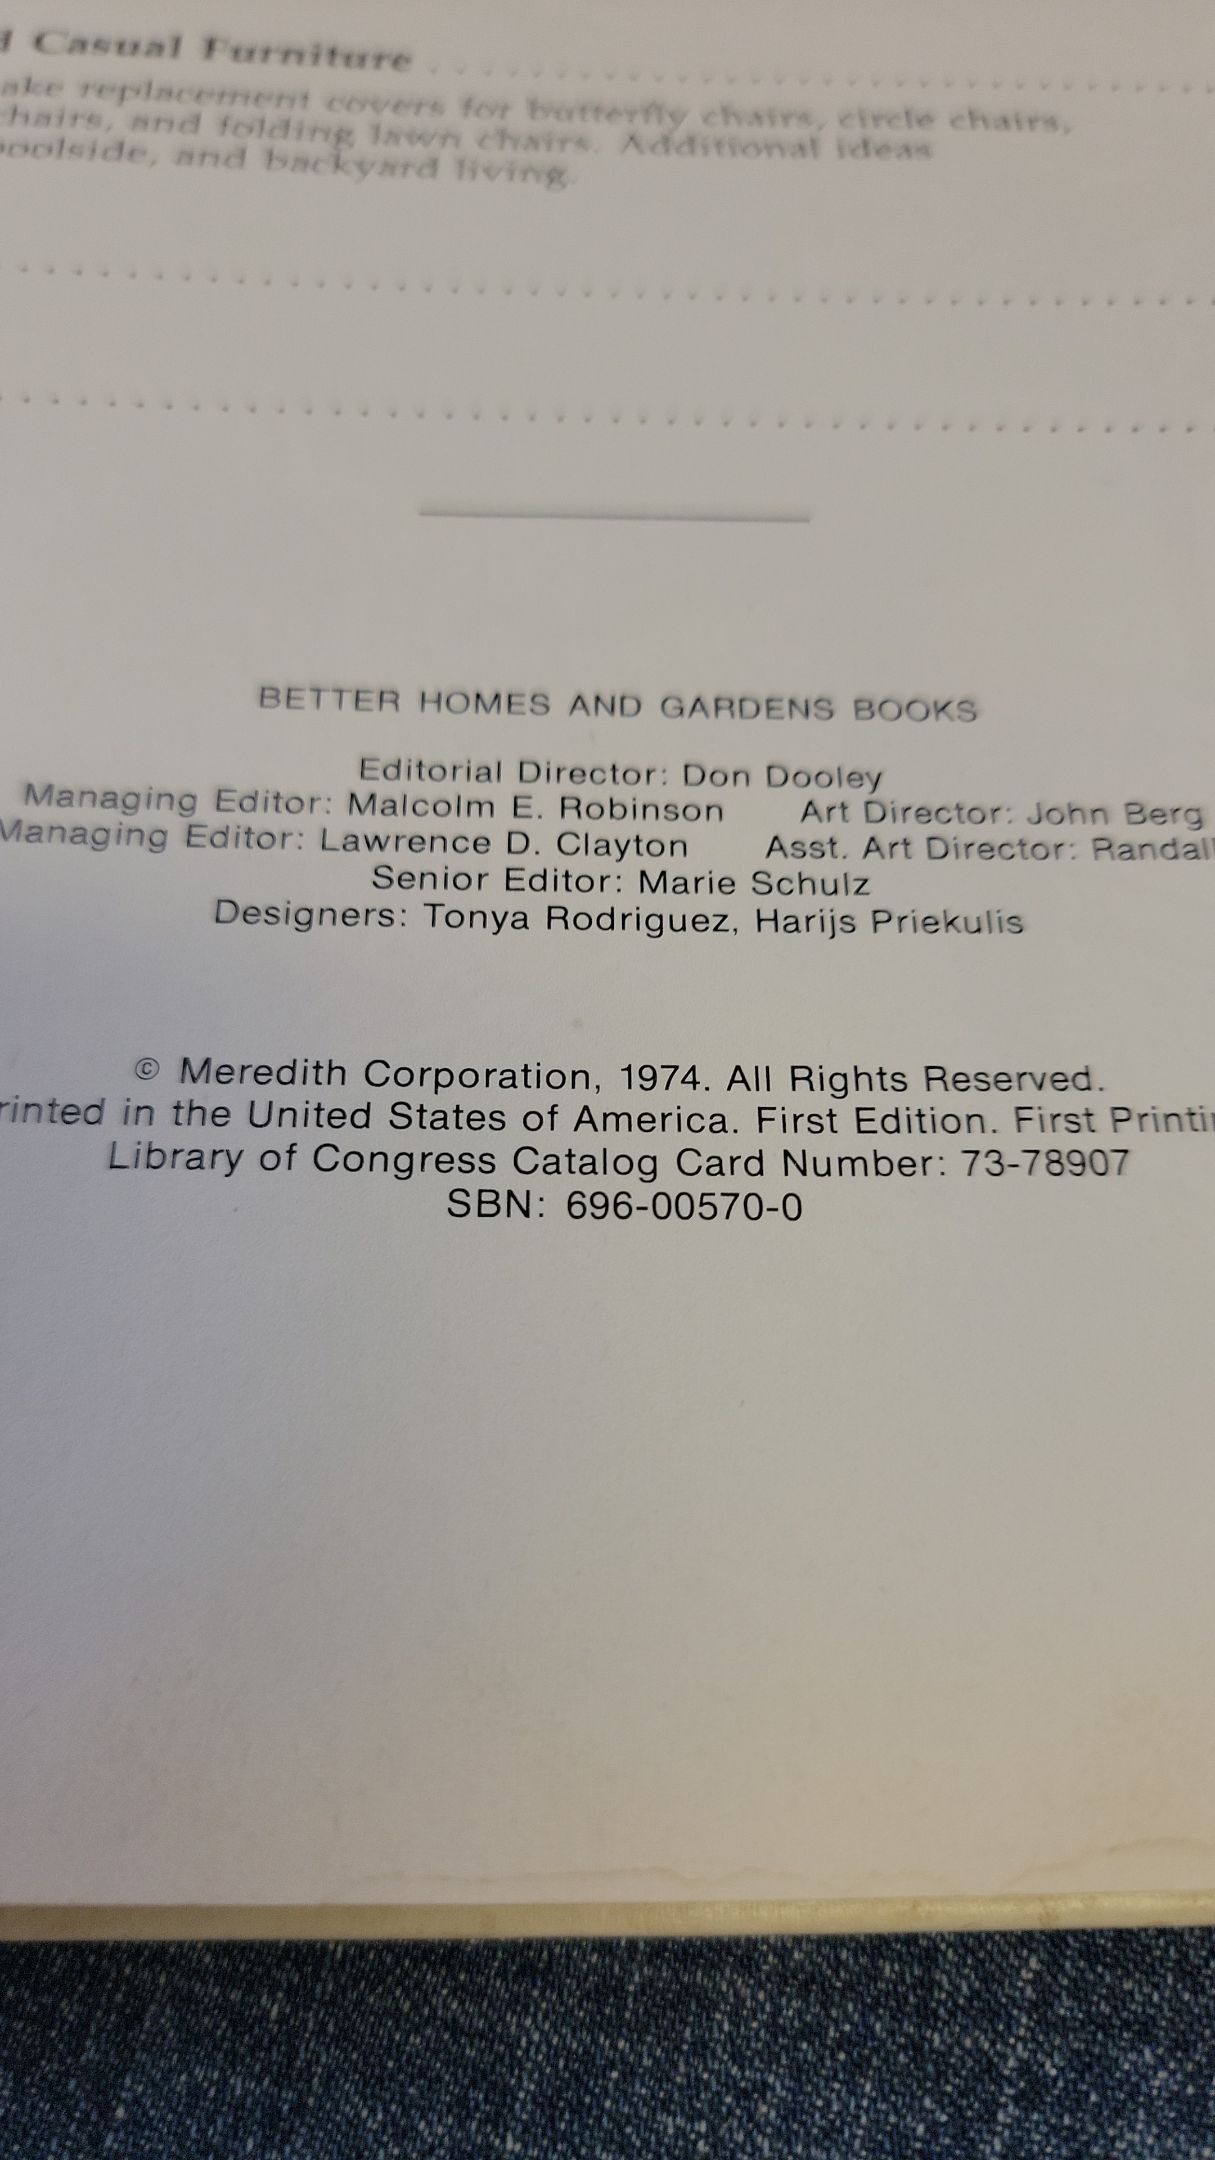 Casual Furniture
ake replacement covers for butterfly chairs, circle chairs,
hairs, and folding lawn chairs. Additional ideas
oolside, and backyard living.
BETTER HOMES AND GARDENS BOOKS
Editorial Director: Don Dooley
Managing Editor: Malcolm E. Robinson Art Director: John Berg
Managing Editor: Lawrence D. Clayton Asst. Art Director: Randall
Senior Editor: Marie Schulz
Designers: Tonya Rodriguez, Harijs Priekulis
© Meredith Corporation, 1974. All Rights Reserved.
rinted in the United States of America. First Edition. First Printi
Library of Congress Catalog Card Number: 73-78907
SBN: 696-00570-0